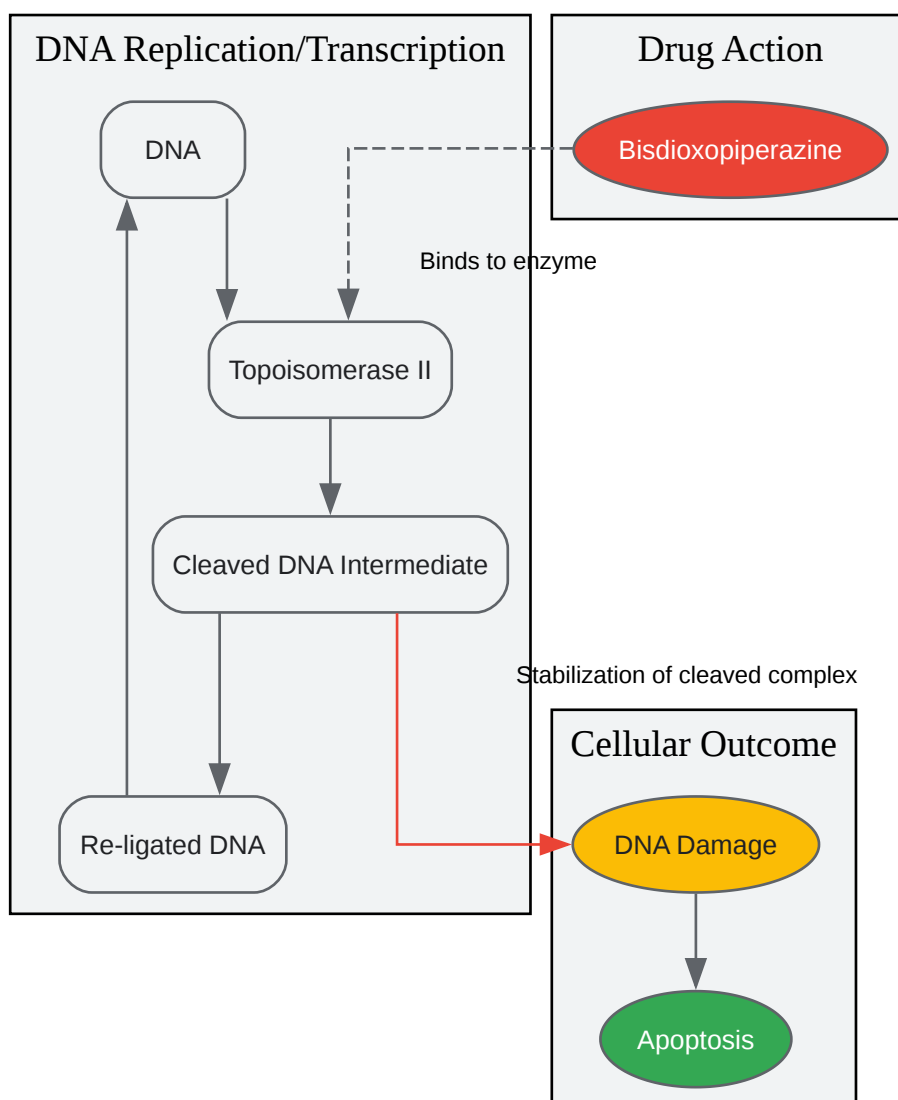 DNA Replication/Transcription
Drug Action
DNA
Bisdioxopiperazine
Binds to enzyme
Topoisomerase II
Cleaved DNA Intermediate
Stabilization of cleaved complex
Cellular Outcome
Re-ligated DNA
DNA Damage
Apoptosis